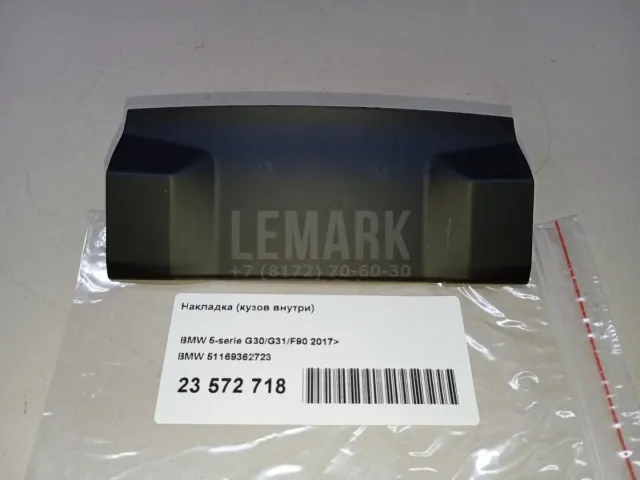 LEMARK
+7 (8172) 70-60-30
Накладка (кузов внутри)
BMW 5-serie G30/G31/F90 2017>
BMW 51169362723
23 572 718